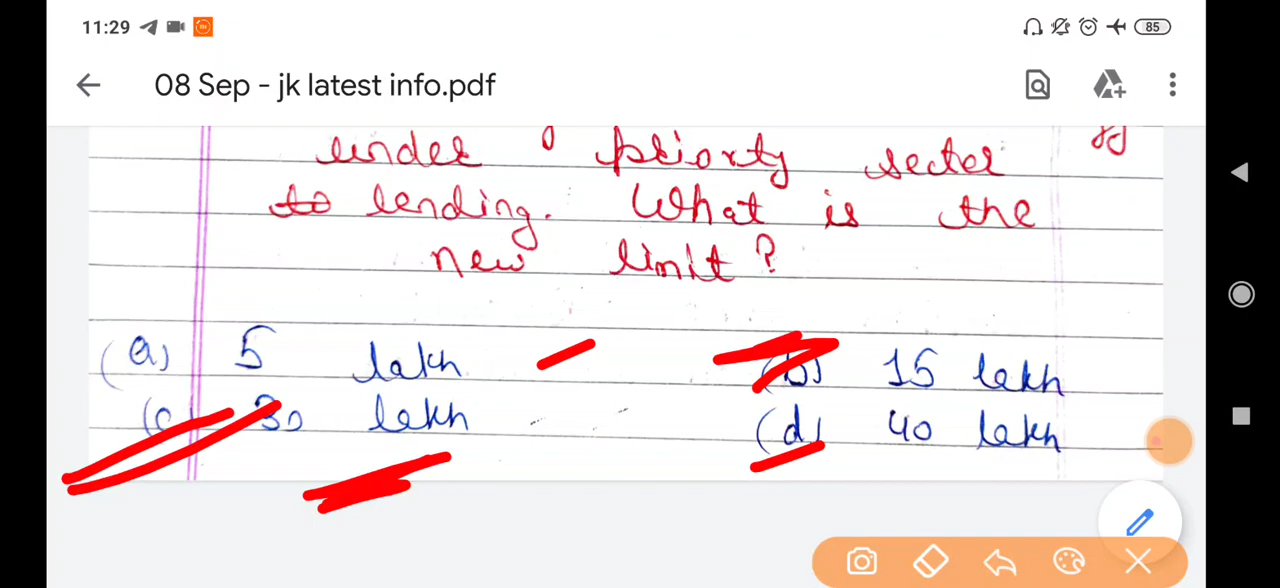 11:29
85
08 Sep - jk latest info.pdf
under priorty sector
to lending. What is the
new limit?
(a) 5 lakh (b) 15 lakh
(c) 30 lakh (d) 40 lakh